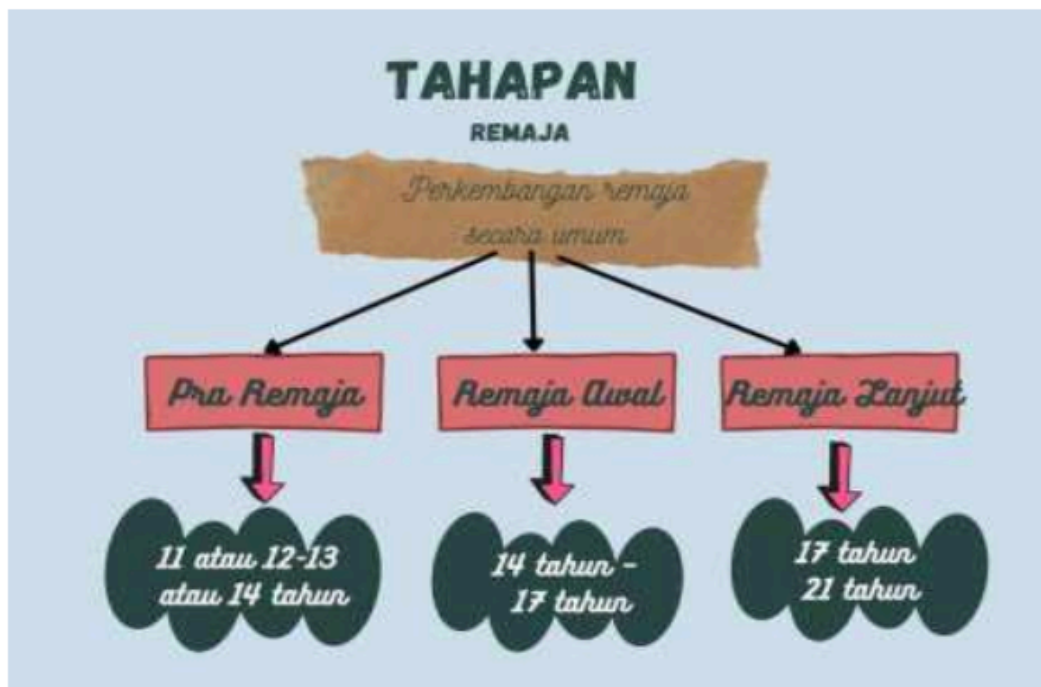 TAHAPAN
REMAJA
Perkembangan remaja
secara umum
Pra Remaja
Remaja Awal
Remaja Lanjut
11 atau 12-13
atau 14 tahun
14 tahun -
17 tahun
17 tahun
21 tahun